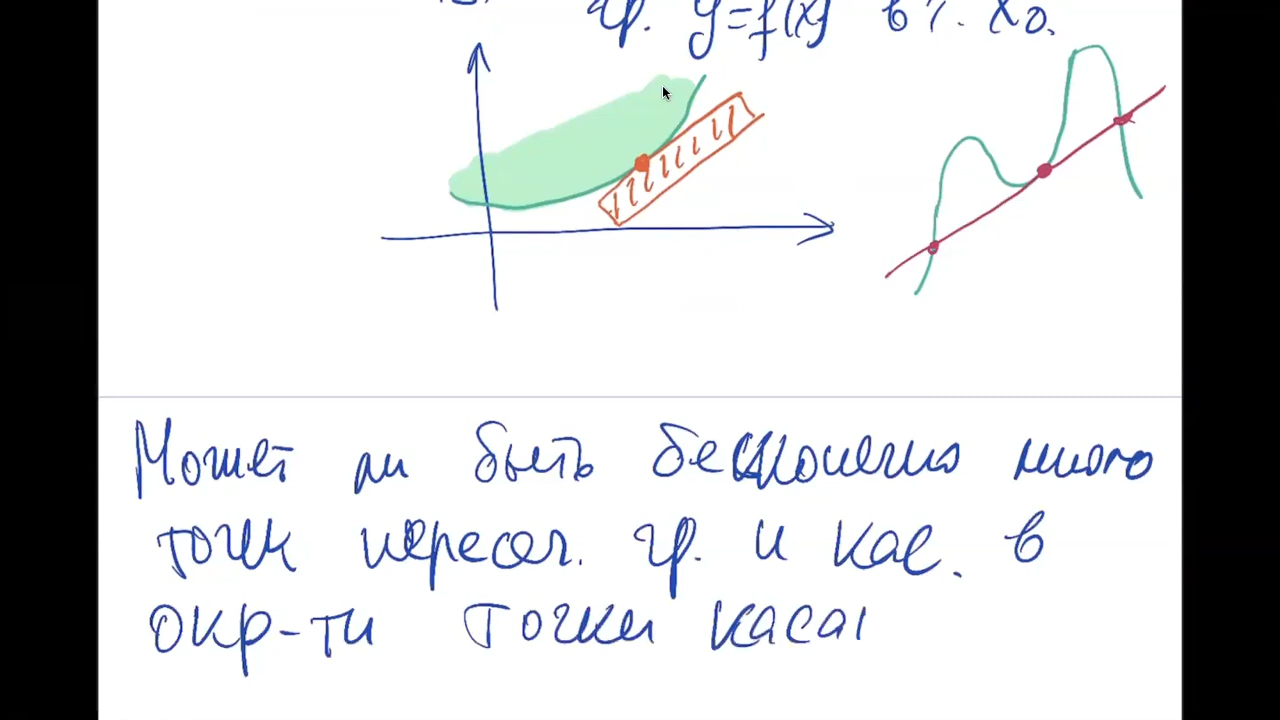 гр. y=f(x) в т. x₀.
Может ли быть бесконечно много
точек пересеч. гр. и кас. в
окр-ти точки касан